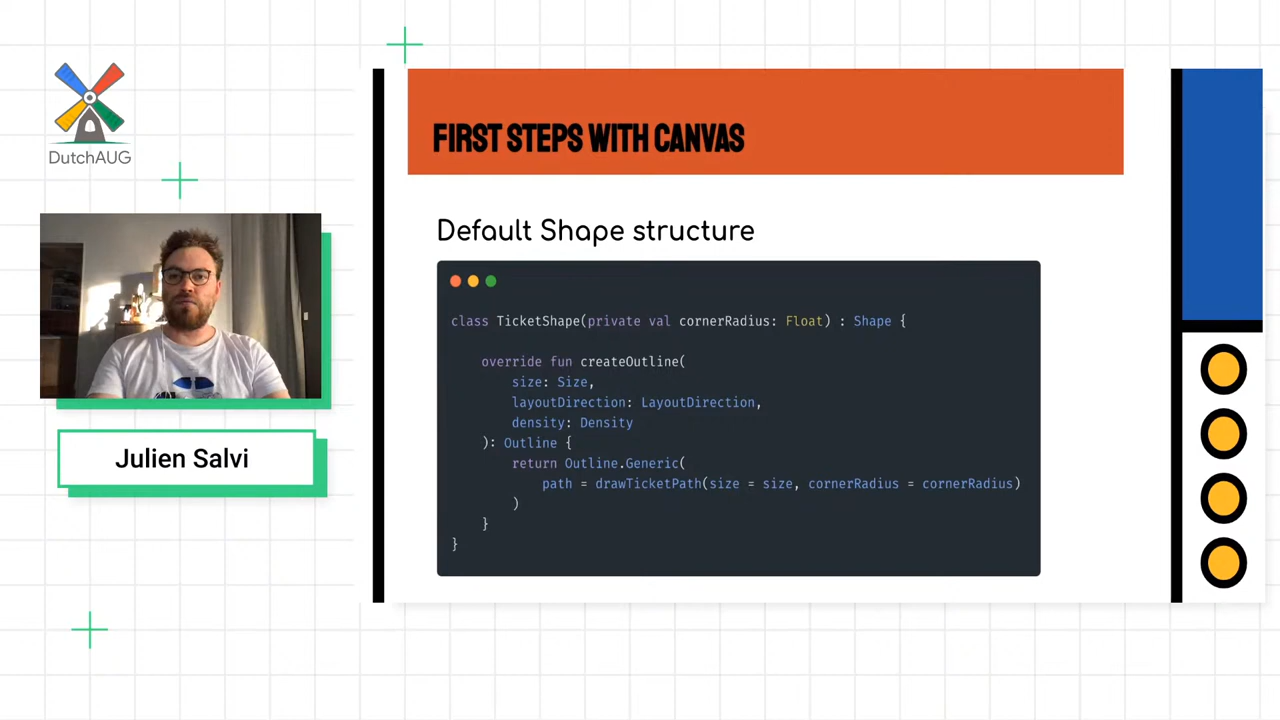 DutchAUG
Julien Salvi
FIRST STEPS WITH CANVAS
Default Shape structure
class TicketShape(private val cornerRadius: Float) : Shape {
override fun createOutline(
size: Size,
layoutDirection: LayoutDirection,
density: Density
): Outline {
return Outline.Generic(
path = drawTicketPath(size = size, cornerRadius = cornerRadius)
)
}
}